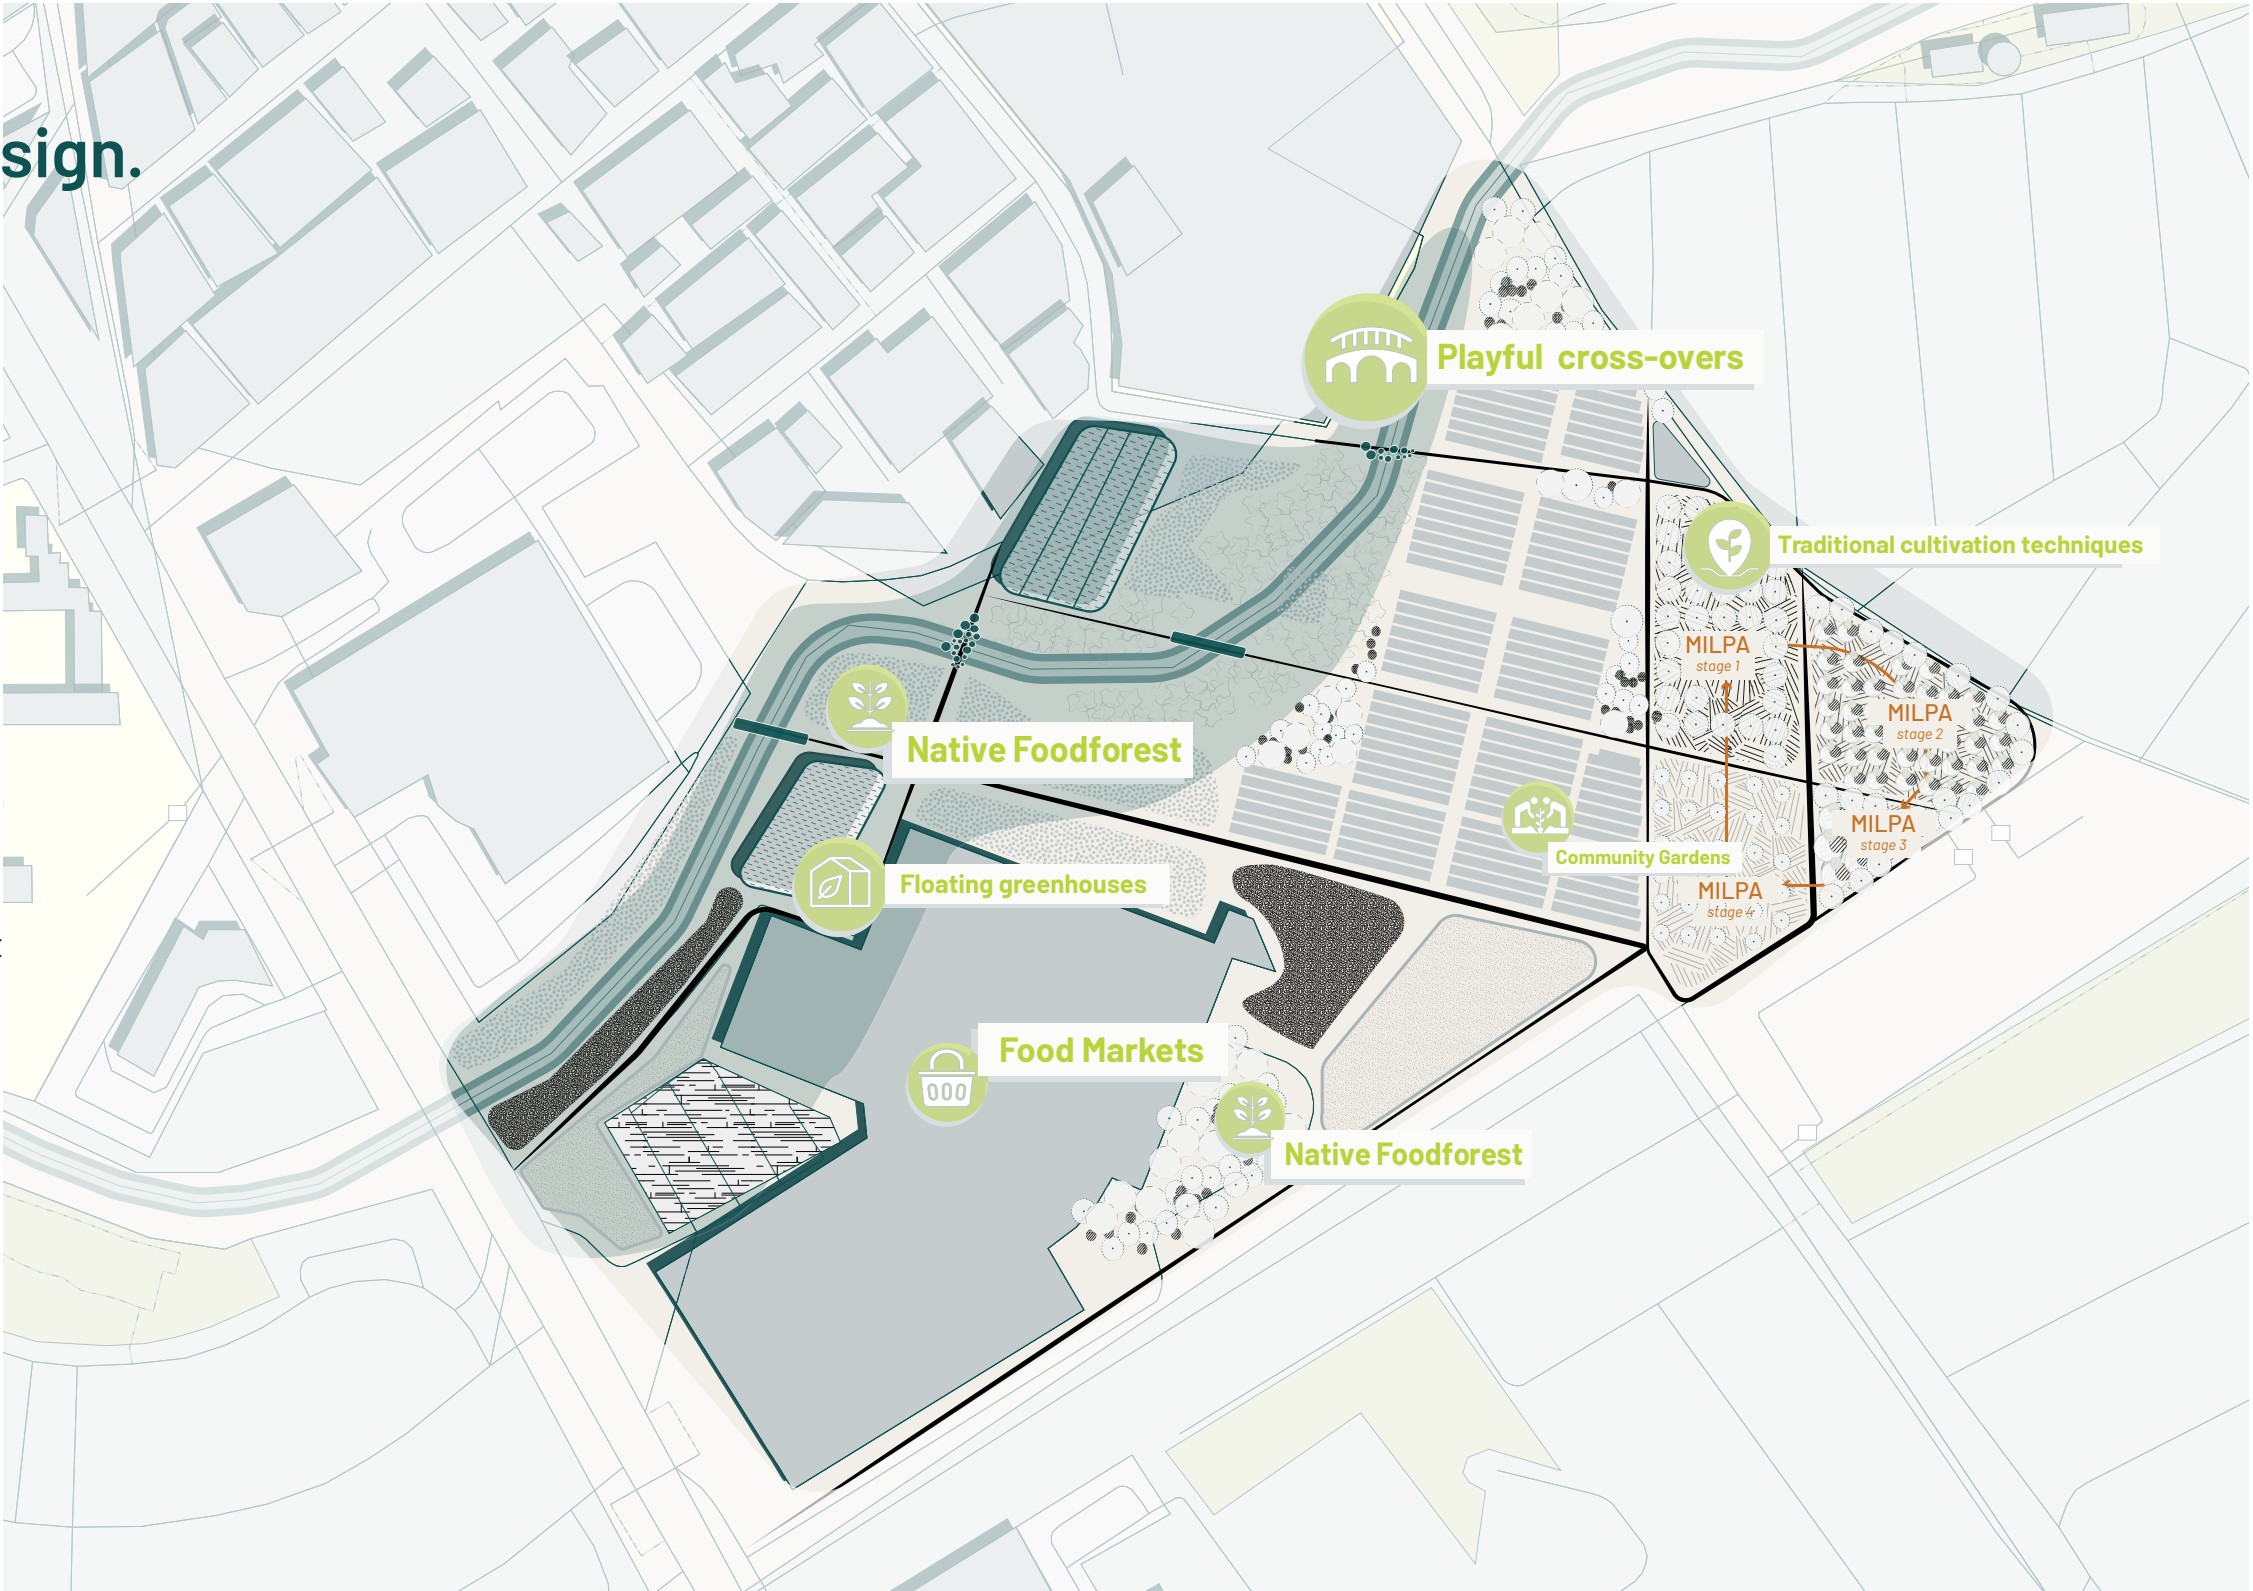 sign.
Playful cross-overs
Traditional cultivation techniques
MILPA
stage 1
MILPA
stage 2
Native Foodforest
MILPA
stage 3
Community Gardens
Floating greenhouses
MILPA
stage 4
Food Markets
Native Foodforest